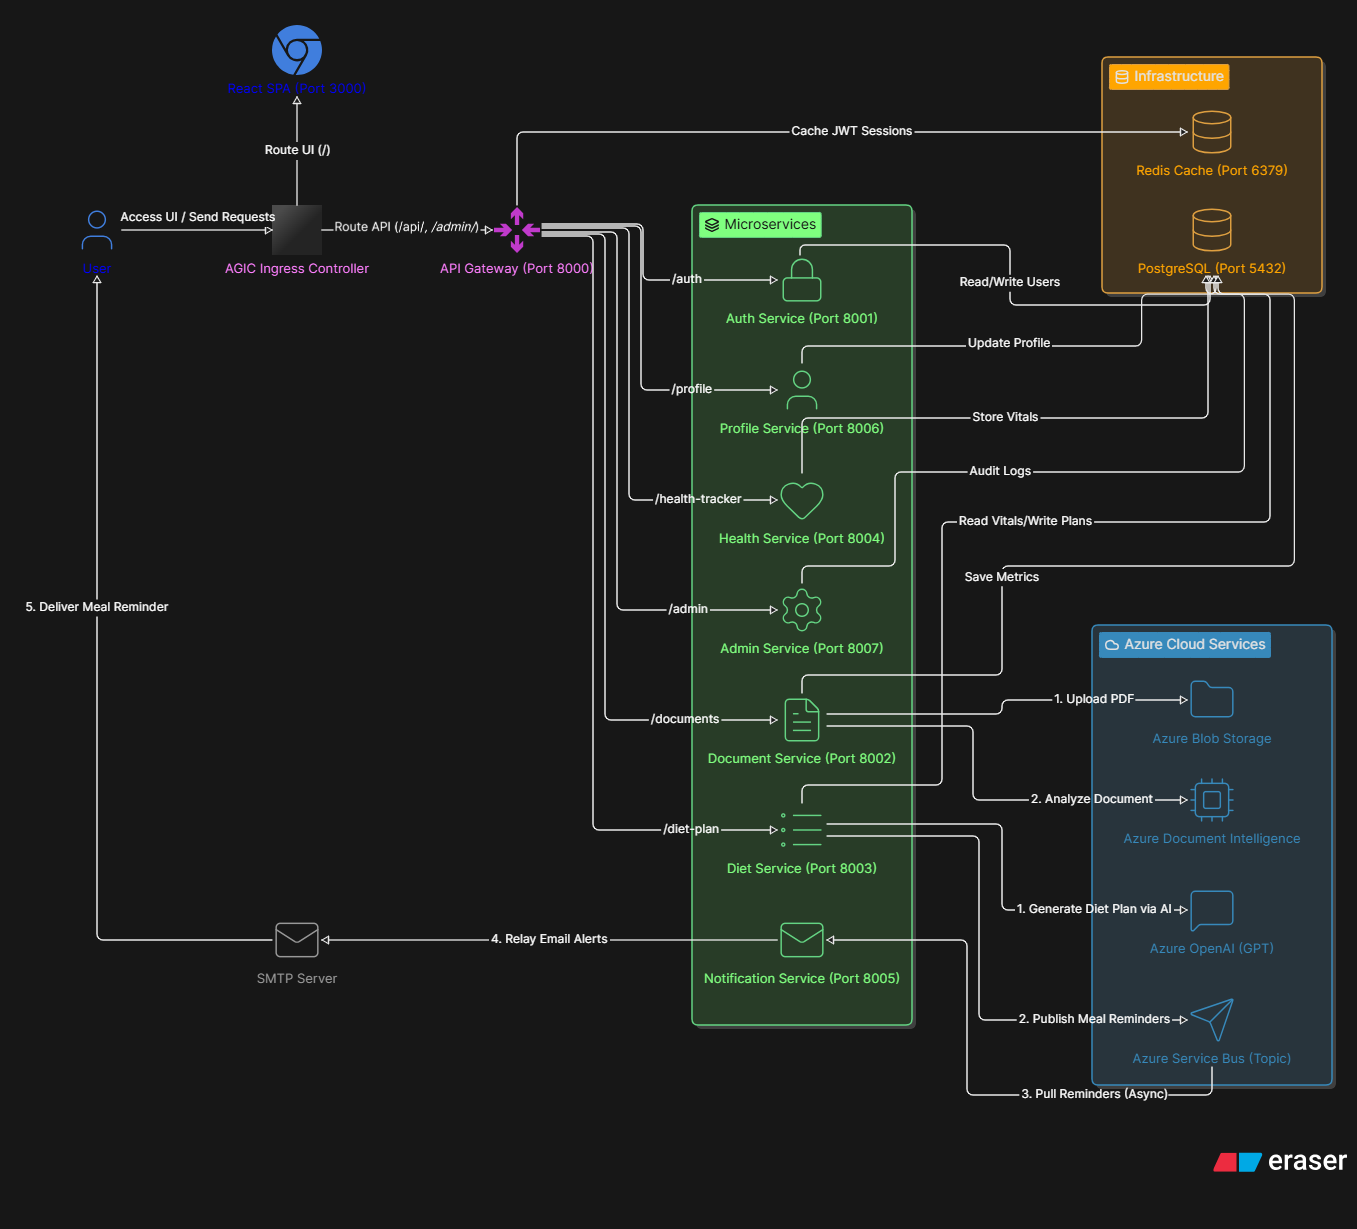 React SPA (Port 3000)
Route UI (/)
Access UI / Send Requests
User
AGIC Ingress Controller
Route API (/api/, /admin/)
API Gateway (Port 8000)
Cache JWT Sessions
Infrastructure
Redis Cache (Port 6379)
PostgreSQL (Port 5432)
Microservices
/auth
Auth Service (Port 8001)
Read/Write Users
Update Profile
/profile
Profile Service (Port 8006)
Store Vitals
Audit Logs
/health-tracker
Health Service (Port 8004)
Read Vitals/Write Plans
Save Metrics
/admin
Admin Service (Port 8007)
5. Deliver Meal Reminder
Azure Cloud Services
1. Upload PDF
Azure Blob Storage
/documents
Document Service (Port 8002)
2. Analyze Document
Azure Document Intelligence
/diet-plan
Diet Service (Port 8003)
1. Generate Diet Plan via AI
Azure OpenAI (GPT)
4. Relay Email Alerts
SMTP Server
Notification Service (Port 8005)
2. Publish Meal Reminders
Azure Service Bus (Topic)
3. Pull Reminders (Async)
eraser